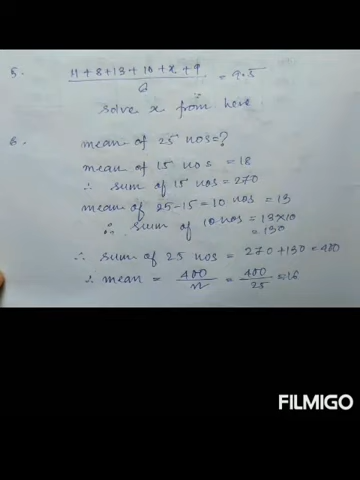 5. 11 + 8 + 13 + 10 + x + 9 / 6 = 9.5
solve x from here
6. mean of 25 nos = ?
mean of 15 nos = 18
∴ sum of 15 nos = 270
mean of 25 - 15 = 10 nos = 13
∴ sum of 10 nos = 13 × 10
= 130
∴ sum of 25 nos = 270 + 130 = 400
∴ mean = 400 / n = 400 / 25 = 16
FILMIGO